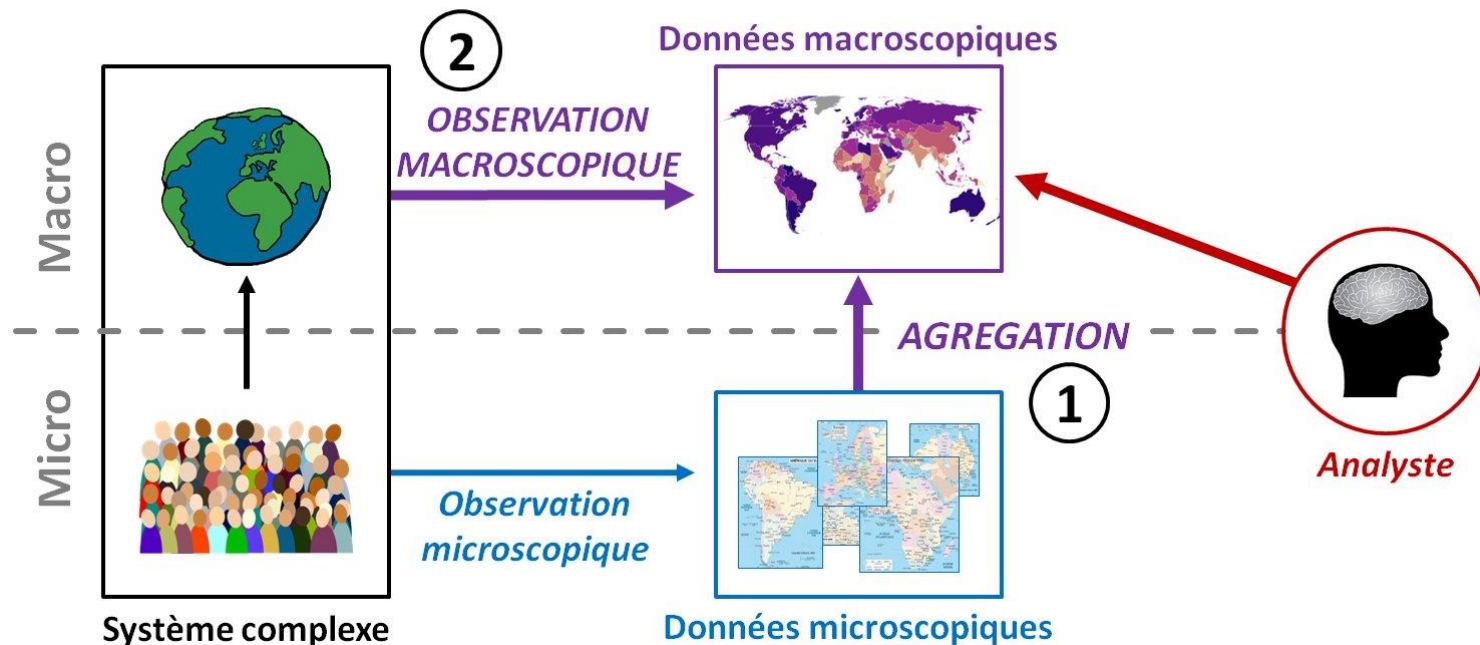 2
Données macroscopiques
OBSERVATION
MACROSCOPIQUE
Macro
AGREGATION
1
Micro
Observation
microscopique
Analyste
Système complexe
Données microscopiques